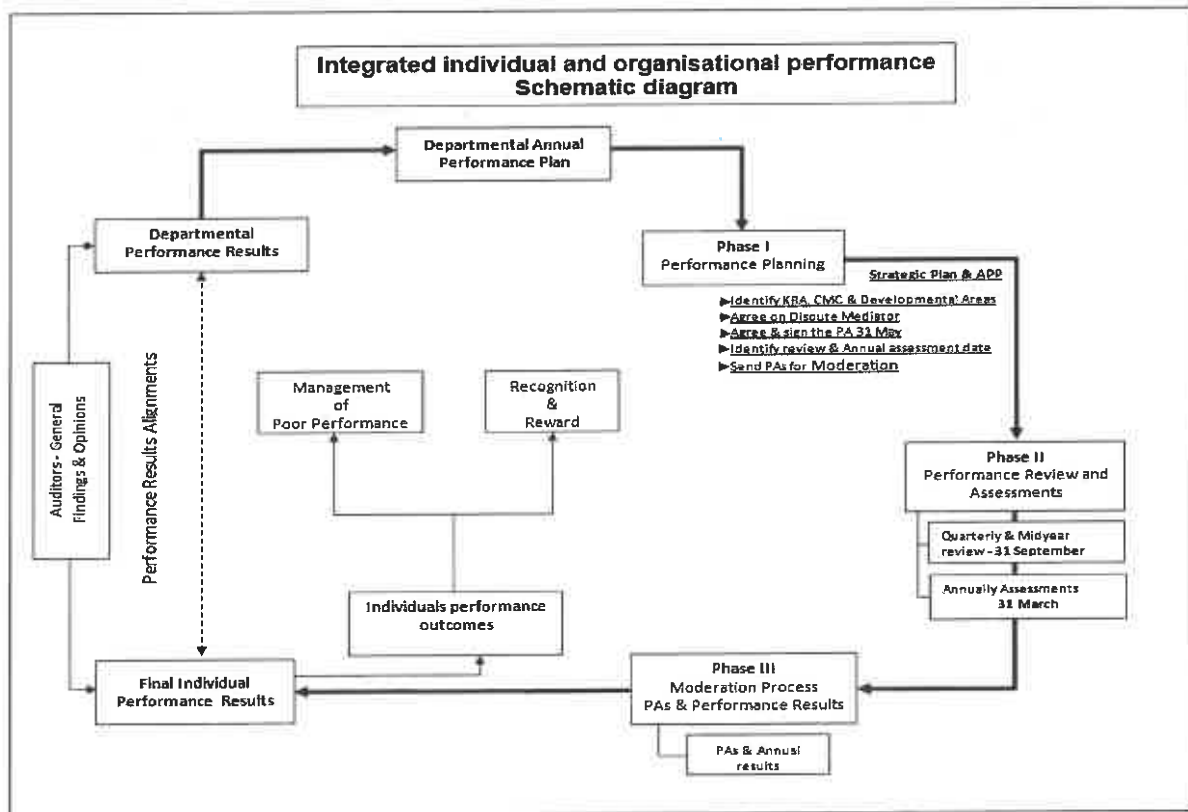 Integrated individual and organisational performance
Schematic diagram
Departmental Annual
Performance Plan
Departmental
Performance Results
Phase I
Performance Planning
Strategic Plan & APP
►Identify KRA, CMC & Developmental Areas
►Agree on Dispute Mediator
►Agree & sign the PA 31 May
►Identify review & Annual assessment date
►Send PAs for Moderation
Auditors - General
Findings & Opinions
Performance Results Alignments
Management
of
Poor Performance
Recognition
&
Reward
Phase II
Performance Review and
Assessments
Quarterly & Midyear
review - 31 September
Annually Assessments
31 March
Individuals performance
outcomes
Final Individual
Performance Results
Phase III
Moderation Process
PAs & Performance Results
PAs & Annual
results